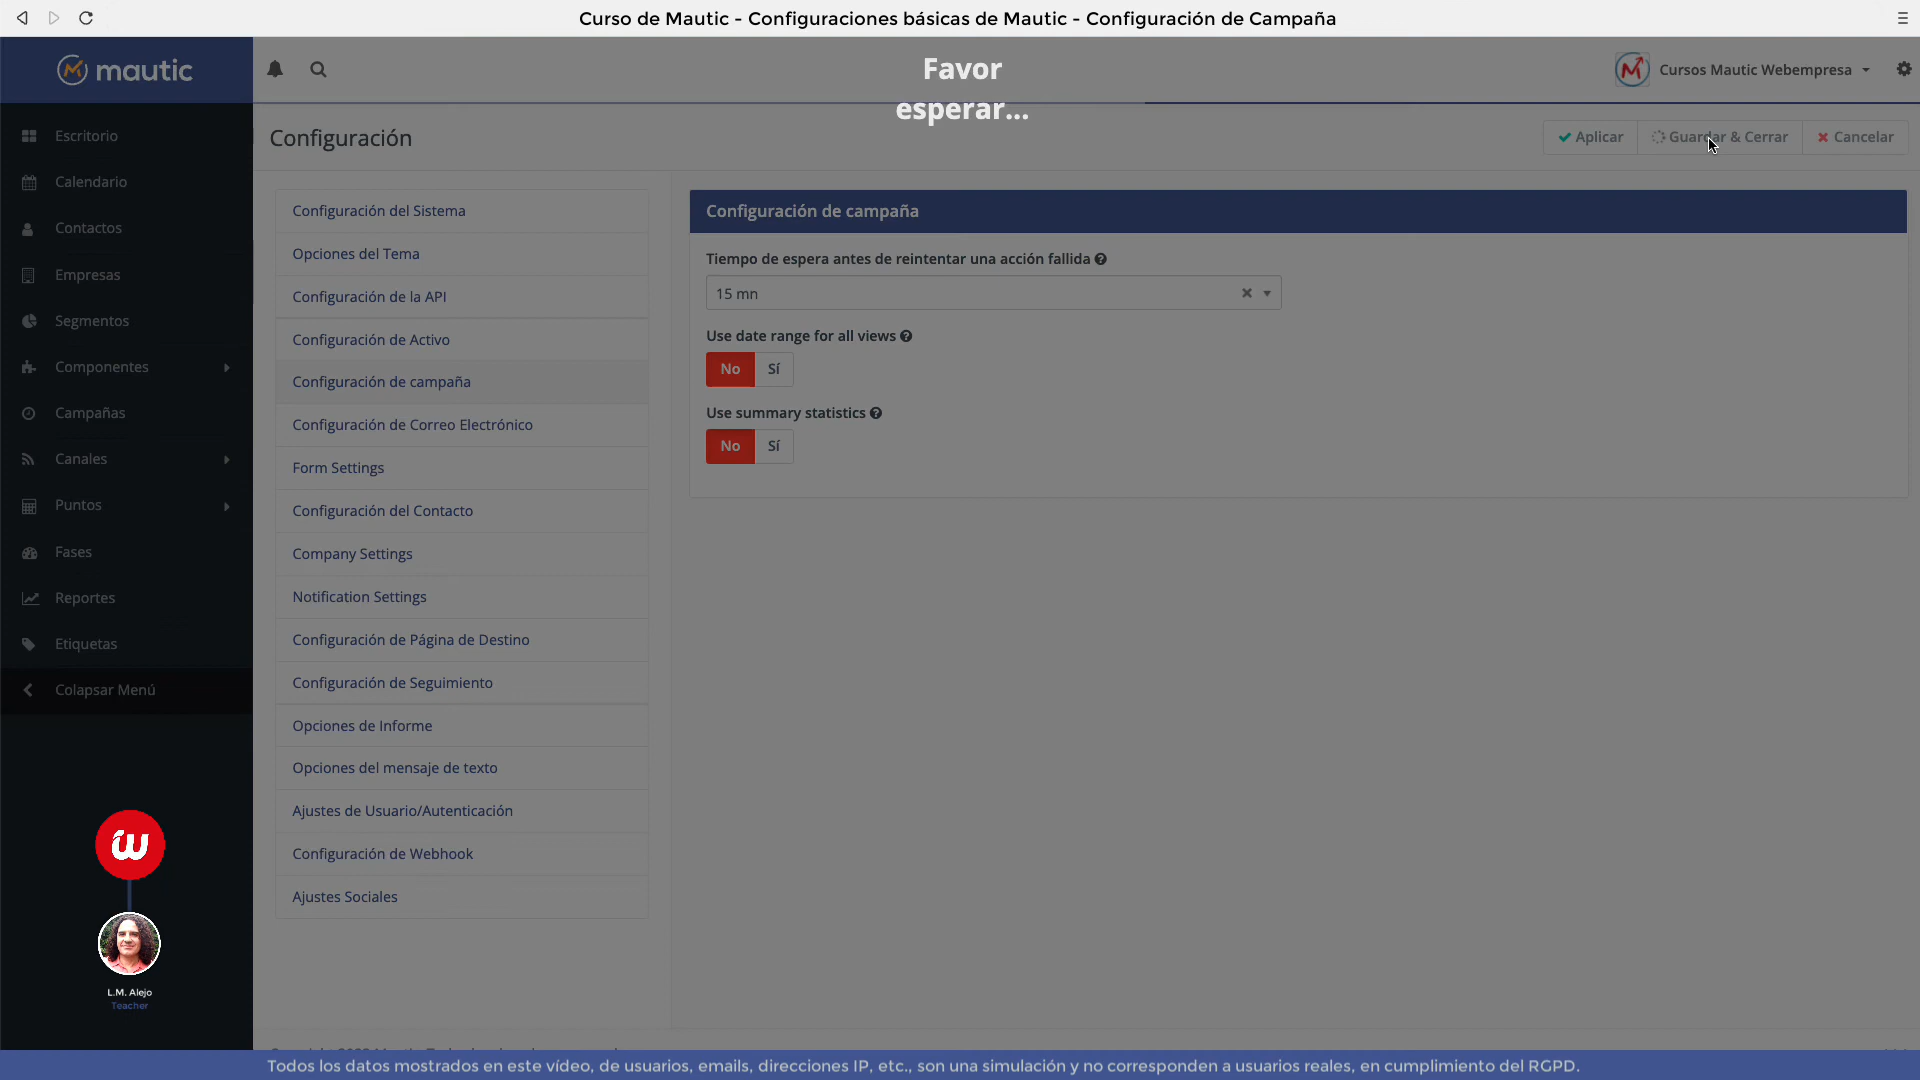 Curso de Mautic - Configuraciones básicas de Mautic - Configuración de Campaña
mautic
Favor
esperar...
Cursos Mautic Webempresa
Configuración
Aplicar
Guardar & Cerrar
Cancelar
Escritorio
Calendario
Contactos
Empresas
Segmentos
Componentes
Campañas
Canales
Puntos
Fases
Reportes
Etiquetas
Colapsar Menú
L.M. Alejo
Teacher
Configuración del Sistema
Opciones del Tema
Configuración de la API
Configuración de Activo
Configuración de campaña
Configuración de Correo Electrónico
Form Settings
Configuración del Contacto
Company Settings
Notification Settings
Configuración de Página de Destino
Configuración de Seguimiento
Opciones de Informe
Opciones del mensaje de texto
Ajustes de Usuario/Autenticación
Configuración de Webhook
Ajustes Sociales
Configuración de campaña
Tiempo de espera antes de reintentar una acción fallida
15 mn
Use date range for all views
No Sí
Use summary statistics
No Sí
Todos los datos mostrados en este vídeo, de usuarios, emails, direcciones IP, etc., son una simulación y no corresponden a usuarios reales, en cumplimiento del RGPD.